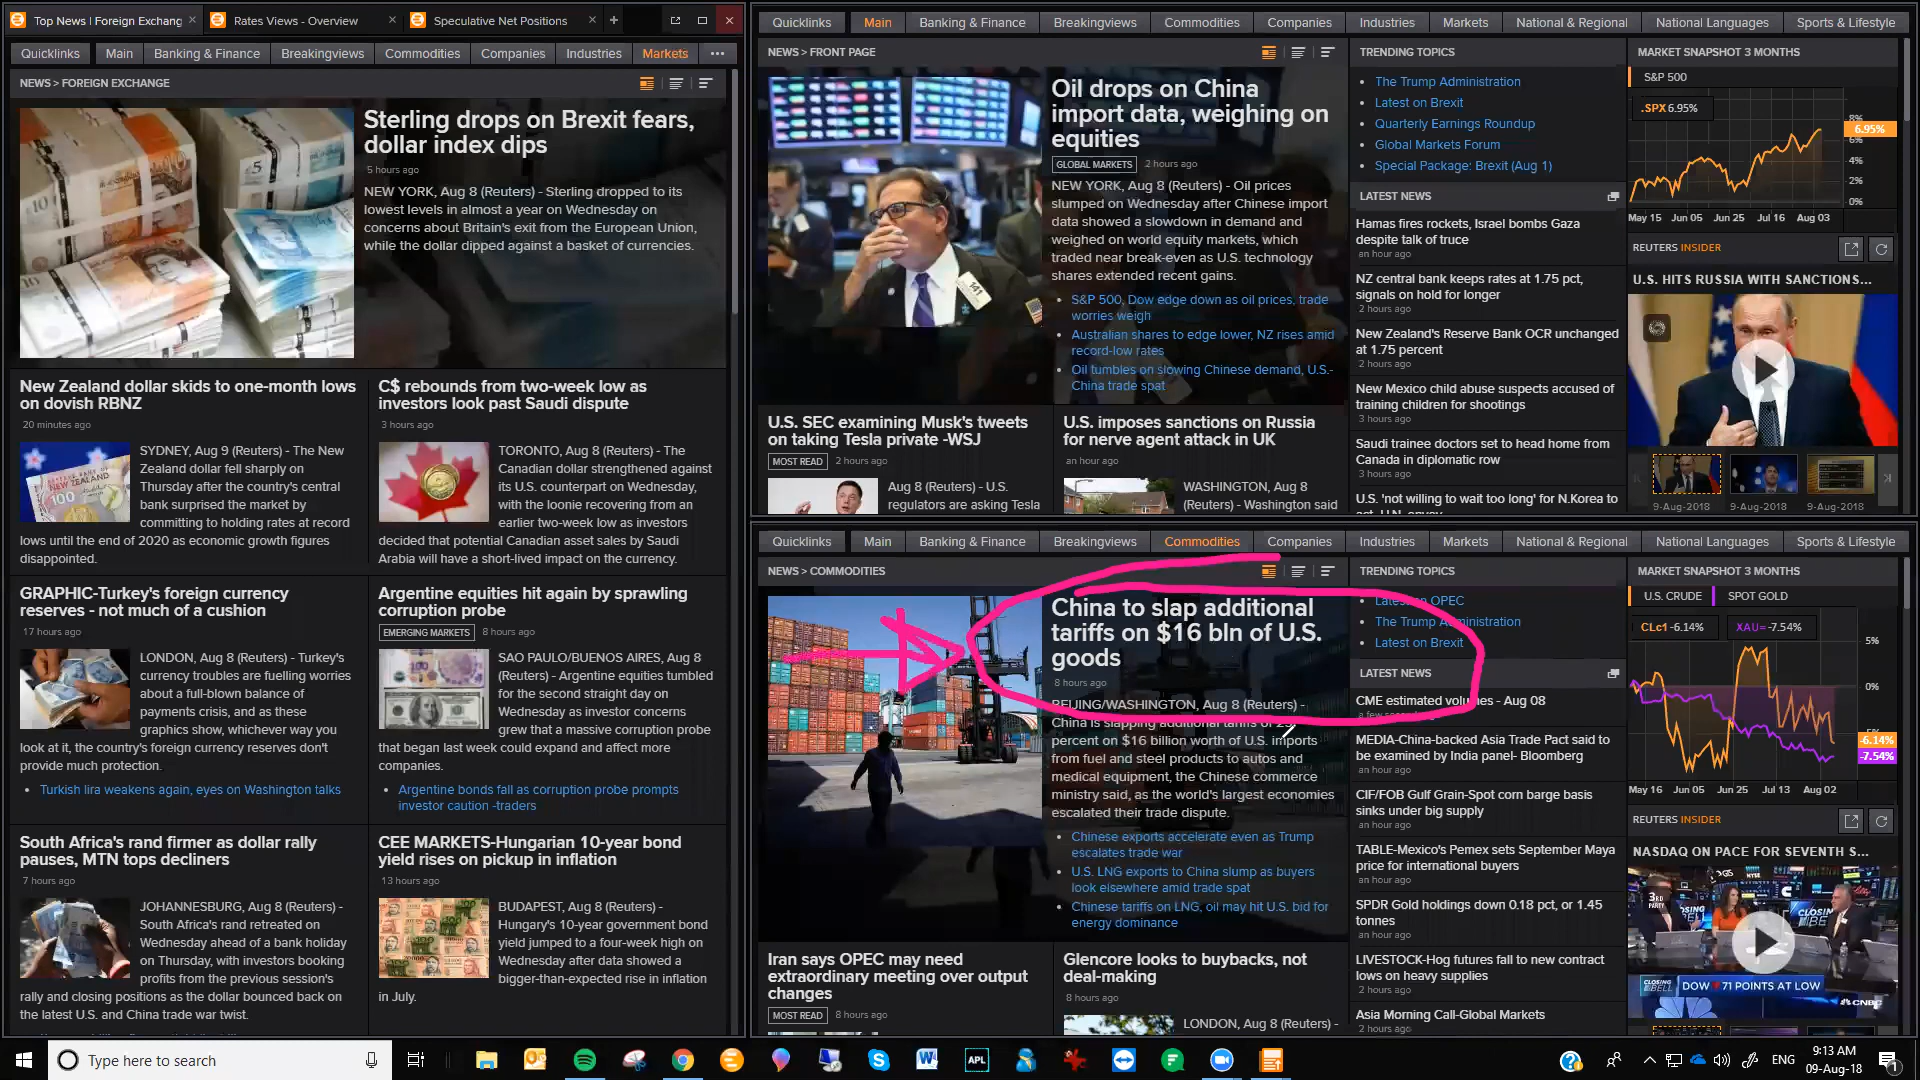 Top News | Foreign Exchang
Rates Views - Overview
Speculative Net Positions
Quicklinks Main Banking & Finance Breakingviews Commodities Companies Industries Markets
NEWS > FOREIGN EXCHANGE
Sterling drops on Brexit fears,
dollar index dips
5 hours ago
NEW YORK, Aug 8 (Reuters) - Sterling dropped to its
lowest levels in almost a year on Wednesday on
concerns about Britain's exit from the European Union,
while the dollar dipped against a basket of currencies.
New Zealand dollar skids to one-month lows
on dovish RBNZ
20 minutes ago
SYDNEY, Aug 9 (Reuters) - The New
Zealand dollar fell sharply on
Thursday after the country's central
bank surprised the market by
committing to holding rates at record
lows until the end of 2020 as economic growth figures
disappointed.
C$ rebounds from two-week low as
investors look past Saudi dispute
3 hours ago
TORONTO, Aug 8 (Reuters) - The
Canadian dollar strengthened against
its U.S. counterpart on Wednesday,
with the loonie recovering from an
earlier two-week low as investors
decided that potential Canadian asset sales by Saudi
Arabia will have a short-lived impact on the currency.
GRAPHIC-Turkey's foreign currency
reserves - not much of a cushion
17 hours ago
LONDON, Aug 8 (Reuters) - Turkey's
currency troubles are fuelling worries
about a full-blown balance of
payments crisis, and as these
graphics show, whichever way you
look at it, the country's foreign currency reserves don't
provide much protection.
Turkish lira weakens again, eyes on Washington talks
Argentine equities hit again by sprawling
corruption probe
EMERGING MARKETS 8 hours ago
SAO PAULO/BUENOS AIRES, Aug 8
(Reuters) - Argentine equities tumbled
for the second straight day on
Wednesday as investor concerns
grew that a massive corruption probe
that began last week could expand and affect more
companies.
Argentine bonds fall as corruption probe prompts
investor caution -traders
South Africa's rand firmer as dollar rally
pauses, MTN tops decliners
7 hours ago
JOHANNESBURG, Aug 8 (Reuters) -
South Africa's rand retreated on
Wednesday ahead of a bank holiday
on Thursday, with investors booking
profits from the previous session's
rally and closing positions as the dollar bounced back on
the latest U.S. and China trade war twist.
CEE MARKETS-Hungarian 10-year bond
yield rises on pickup in inflation
13 hours ago
BUDAPEST, Aug 8 (Reuters) -
Hungary's 10-year government bond
yield jumped to a four-week high on
Wednesday after data showed a
bigger-than-expected rise in inflation
in July.
Quicklinks Main Banking & Finance Breakingviews Commodities Companies Industries Markets National & Regional National Languages Sports & Lifestyle
NEWS > FRONT PAGE
Oil drops on China
import data, weighing on
equities
GLOBAL MARKETS 2 hours ago
NEW YORK, Aug 8 (Reuters) - Oil prices
slumped on Wednesday after Chinese import
data showed a slowdown in demand and
weighed on world equity markets, which
traded near break-even as U.S. technology
shares extended recent gains.
S&P 500, Dow edge down as oil prices, trade
worries weigh
Australian shares to edge lower, NZ rises amid
record-low rates
Oil tumbles on slowing Chinese demand, U.S.-
China trade spat
U.S. SEC examining Musk's tweets
on taking Tesla private -WSJ
MOST READ 2 hours ago
Aug 8 (Reuters) - U.S.
regulators are asking Tesla
U.S. imposes sanctions on Russia
for nerve agent attack in UK
an hour ago
WASHINGTON, Aug 8
(Reuters) - Washington said
TRENDING TOPICS
The Trump Administration
Latest on Brexit
Quarterly Earnings Roundup
Global Markets Forum
Special Package: Brexit (Aug 1)
LATEST NEWS
Hamas fires rockets, Israel bombs Gaza
despite talk of truce
an hour ago
NZ central bank keeps rates at 1.75 pct,
signals on hold for longer
2 hours ago
New Zealand's Reserve Bank OCR unchanged
at 1.75 percent
2 hours ago
New Mexico child abuse suspects accused of
training children for shootings
3 hours ago
Saudi trainee doctors set to head home from
Canada in diplomatic row
3 hours ago
U.S. 'not willing to wait too long' for N.Korea to
MARKET SNAPSHOT 3 MONTHS
S&P 500
.SPX 6.95%
8%
6.95%
4%
2%
0%
May 15 Jun 05 Jun 25 Jul 16 Aug 03
REUTERS INSIDER
U.S. HITS RUSSIA WITH SANCTIONS...
9-Aug-2018 9-Aug-2018 9-Aug-2018
Quicklinks Main Banking & Finance Breakingviews Commodities Companies Industries Markets National & Regional National Languages Sports & Lifestyle
NEWS > COMMODITIES
China to slap additional
tariffs on $16 bln of U.S.
goods
8 hours ago
BEIJING/WASHINGTON, Aug 8 (Reuters) -
China is slapping additional tariffs of 25
percent on $16 billion worth of U.S. imports
from fuel and steel products to autos and
medical equipment, the Chinese commerce
ministry said, as the world's largest economies
escalated their trade dispute.
Chinese exports accelerate even as Trump
escalates trade war
U.S. LNG exports to China slump as buyers
look elsewhere amid trade spat
Chinese tariffs on LNG, oil may hit U.S. bid for
energy dominance
Iran says OPEC may need
extraordinary meeting over output
changes
MOST READ 8 hours ago
Glencore looks to buybacks, not
deal-making
8 hours ago
LONDON, Aug 8 (Reuters) -
TRENDING TOPICS
Latest on OPEC
The Trump Administration
Latest on Brexit
LATEST NEWS
CME estimated volumes - Aug 08
MEDIA-China-backed Asia Trade Pact said to
be examined by India panel- Bloomberg
an hour ago
CIF/FOB Gulf Grain-Spot corn barge basis
sinks under big supply
an hour ago
TABLE-Mexico's Pemex sets September Maya
price for international buyers
an hour ago
SPDR Gold holdings down 0.18 pct, or 1.45
tonnes
an hour ago
LIVESTOCK-Hog futures fall to new contract
lows on heavy supplies
2 hours ago
Asia Morning Call-Global Markets
2 hours ago
MARKET SNAPSHOT 3 MONTHS
U.S. CRUDE SPOT GOLD
CLc1 -6.14% XAU= -7.54%
5%
0%
-6.14%
-7.54%
May 16 Jun 05 Jun 25 Jul 13 Aug 02
REUTERS INSIDER
NASDAQ ON PACE FOR SEVENTH S...
DOW 71 POINTS AT LOW
CNBC
Type here to search
ENG
9:13 AM
09-Aug-18